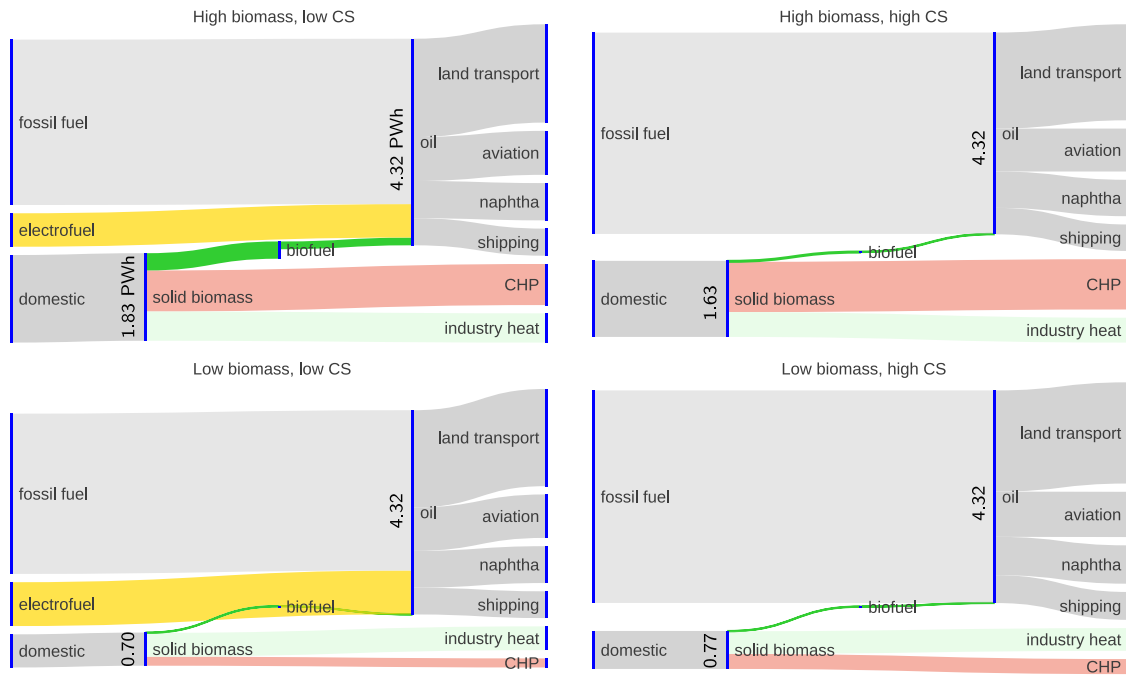 High biomass, low CS
land transport
fossil fuel
4.32 PWh
oil
aviation
naphtha
electrofuel
shipping
biofuel
domestic
1.83 PWh
solid biomass
CHP
industry heat
High biomass, high CS
land transport
fossil fuel
4.32
oil
aviation
naphtha
shipping
biofuel
domestic
1.63
solid biomass
CHP
industry heat
Low biomass, low CS
land transport
fossil fuel
4.32
oil
aviation
naphtha
electrofuel
biofuel
shipping
domestic
0.70
solid biomass
industry heat
CHP
Low biomass, high CS
land transport
fossil fuel
4.32
oil
aviation
naphtha
biofuel
shipping
domestic
0.77
solid biomass
industry heat
CHP